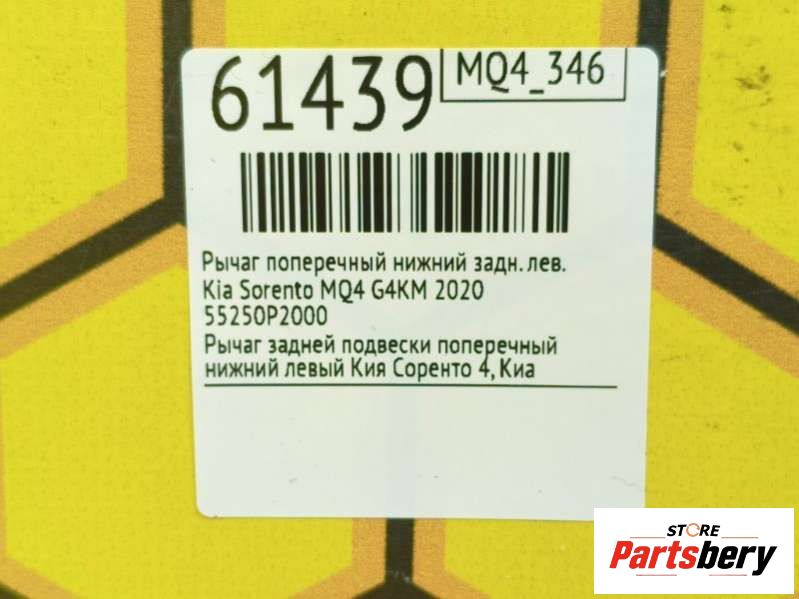 61439
MQ4_346
Рычаг поперечный нижний задн. лев.
Kia Sorento MQ4 G4KM 2020
55250P2000
Рычаг задней подвески поперечный
нижний левый Кия Соренто 4, Киа
STORE
Partsbery